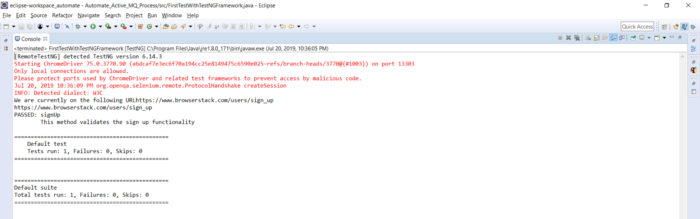 eclipse-workspace_automate - Automate_Active_MQ_Process/src/FirstTestWithTestNGFramework.java - Eclipse
File Edit Source Refactor Navigate Search Project Run Window Help
Quick Access
Console
<terminated> FirstTestWithTestNGFramework [TestNG] C:\Program Files\Java\jre1.8.0_171\bin\javaw.exe (Jul 20, 2019, 10:36:05 PM)
[RemoteTestNG] detected TestNG version 6.14.3
Starting ChromeDriver 75.0.3770.90 (a6dcaf7e3ec6f70a194cc25e8149475c6590e025-refs/branch-heads/3770@{#1003}) on port 13303
Only local connections are allowed.
Please protect ports used by ChromeDriver and related test frameworks to prevent access by malicious code.
Jul 20, 2019 10:36:09 PM org.openqa.selenium.remote.ProtocolHandshake createSession
INFO: Detected dialect: W3C
We are currently on the following URLhttps://www.browserstack.com/users/sign_up
https://www.browserstack.com/users/sign_up
PASSED: signUp
This method validates the sign up functionality
===============================================
Default test
Tests run: 1, Failures: 0, Skips: 0
===============================================
===============================================
Default suite
Total tests run: 1, Failures: 0, Skips: 0
===============================================